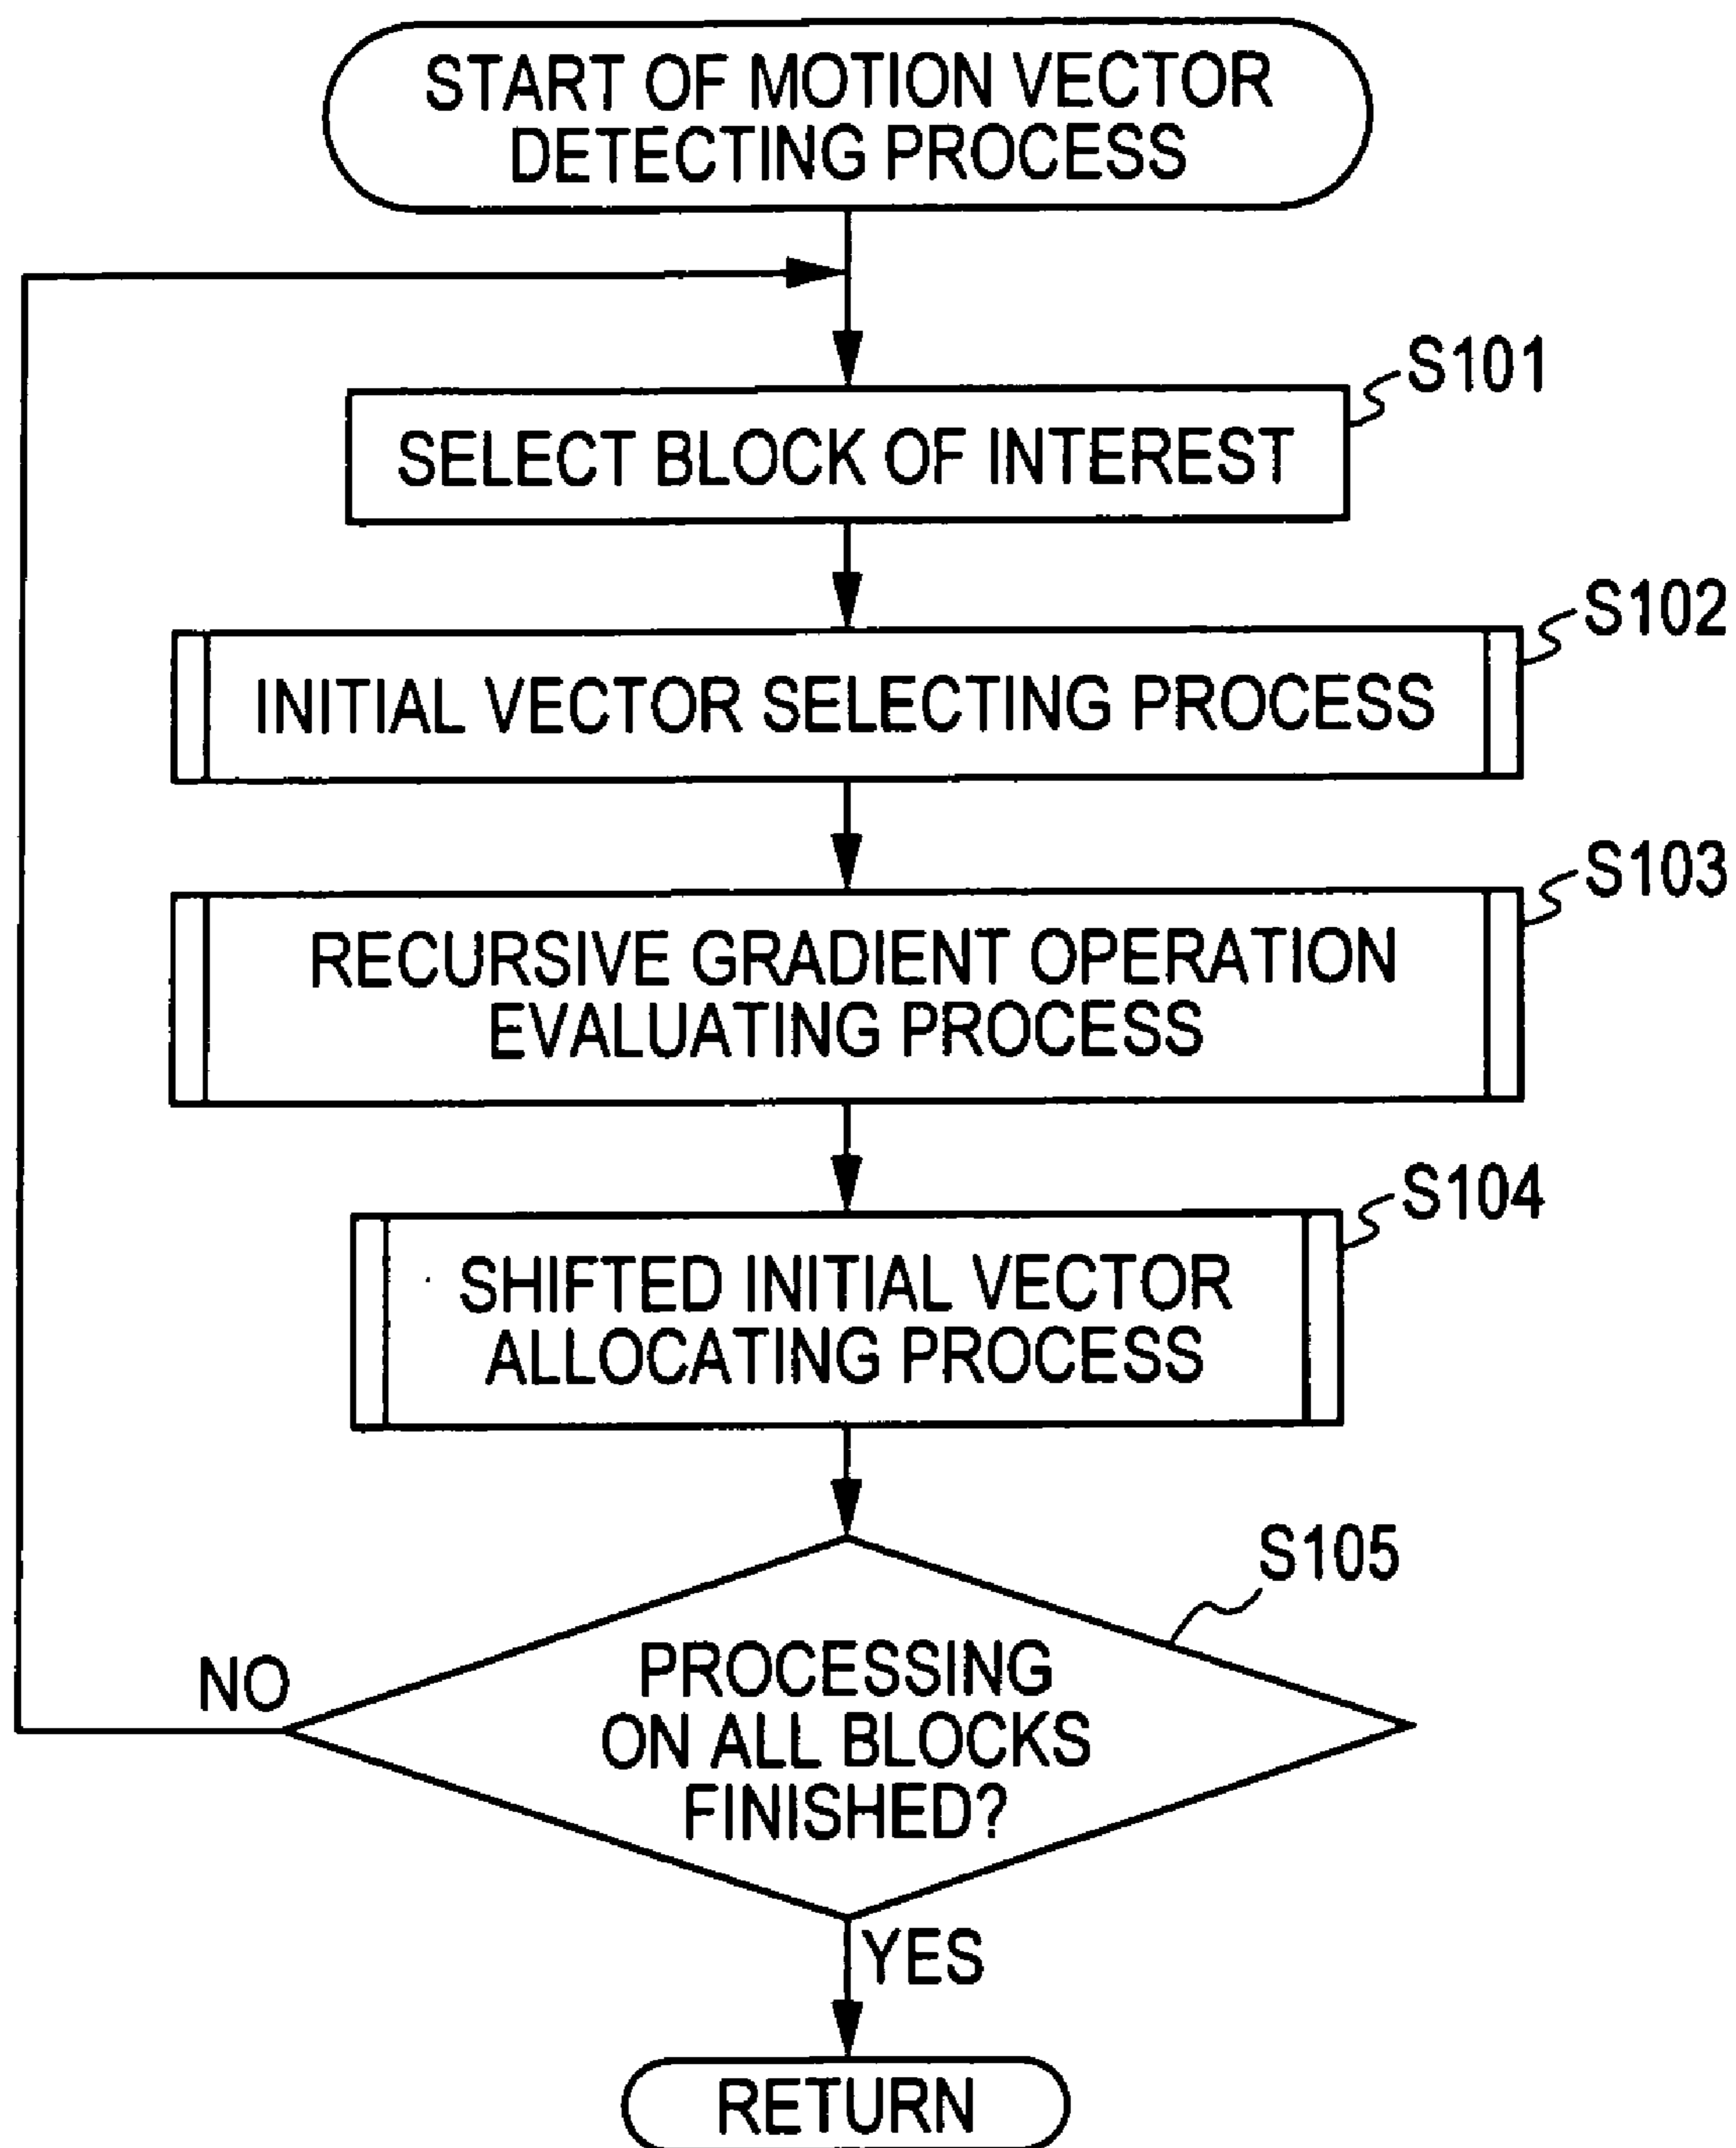 START OF MOTION VECTOR
DETECTING PROCESS
S101
SELECT BLOCK OF INTEREST
S102
INITIAL VECTOR SELECTING PROCESS
S103
RECURSIVE GRADIENT OPERATION
EVALUATING PROCESS
S104
SHIFTED INITIAL VECTOR
ALLOCATING PROCESS
S105
PROCESSING
ON ALL BLOCKS
FINISHED?
NO
YES
RETURN